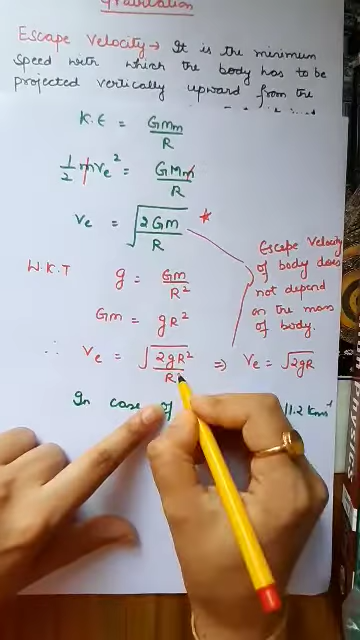 Gravitation
Escape Velocity → It is the minimum
speed with which the body has to be
projected vertically upward from the
K.E = GMm/R
1/2 mve² = GMm/R
ve = √(2Gm/R) *
W.K.T g = Gm/R²
Gm = gR²
Escape Velocity
of body does
not depend
on the mass
of body.
∴ ve = √(2gR²/R) ⇒ ve = √2gR
In case of 11.2 Kms⁻¹